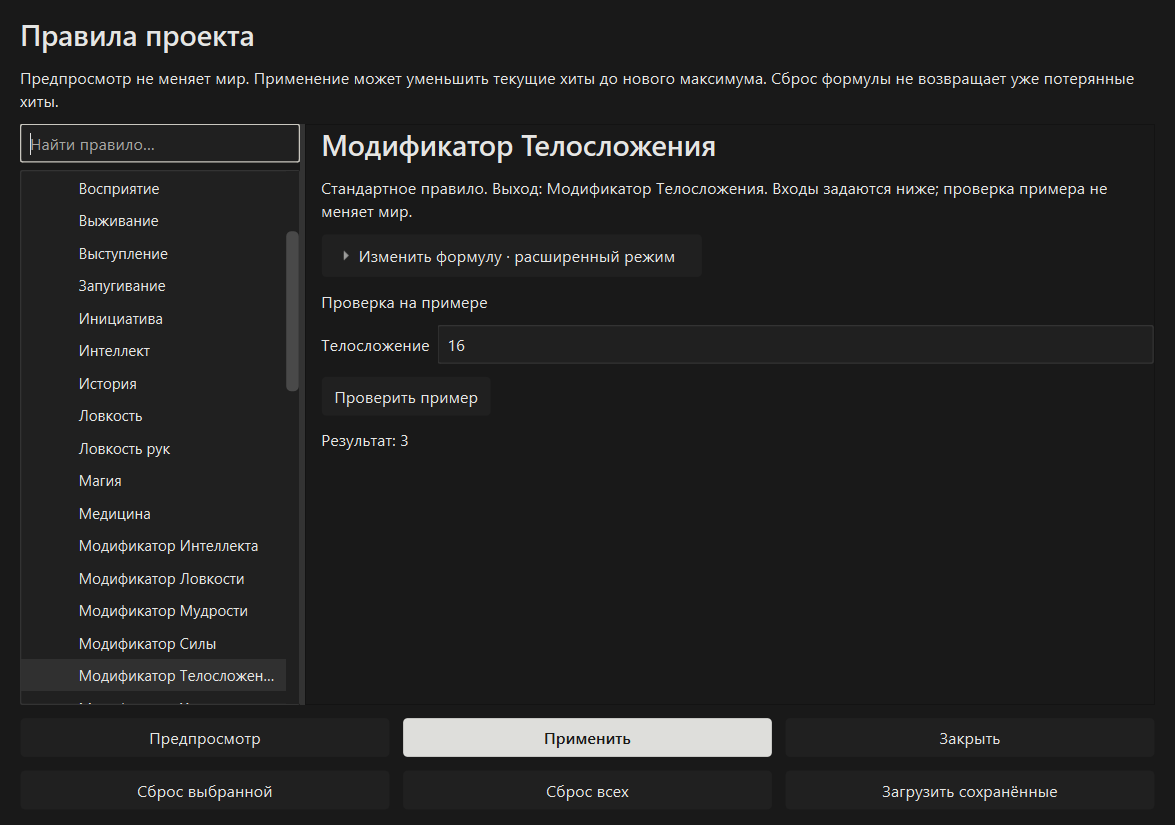 Правила проекта
Предпросмотр не меняет мир. Применение может уменьшить текущие хиты до нового максимума. Сброс формулы не возвращает уже потерянные
хиты.
Найти правило...
Восприятие
Выживание
Выступление
Запугивание
Инициатива
Интеллект
История
Ловкость
Ловкость рук
Магия
Медицина
Модификатор Интеллекта
Модификатор Ловкости
Модификатор Мудрости
Модификатор Силы
Модификатор Телосложен...
Модификатор Телосложения
Стандартное правило. Выход: Модификатор Телосложения. Входы задаются ниже; проверка примера не
меняет мир.
Изменить формулу · расширенный режим
Проверка на примере
Телосложение 16
Проверить пример
Результат: 3
Предпросмотр Применить Закрыть
Сброс выбранной Сброс всех Загрузить сохранённые